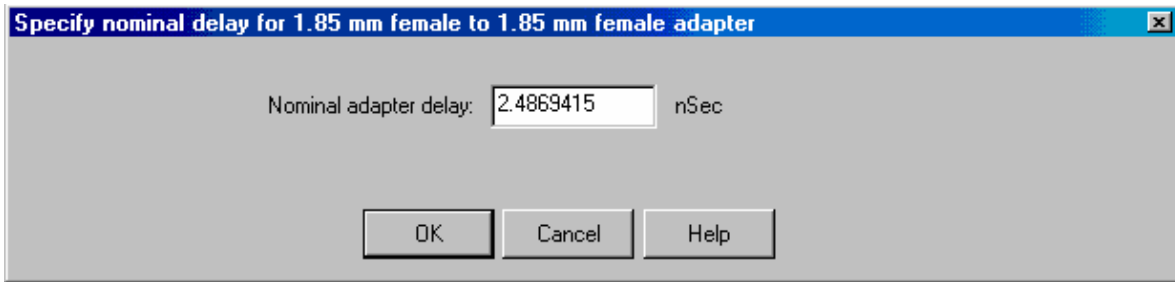 Specify nominal delay for 1.85 mm female to 1.85 mm female adapter
Nominal adapter delay: 2.4869415 nSec
OK Cancel Help